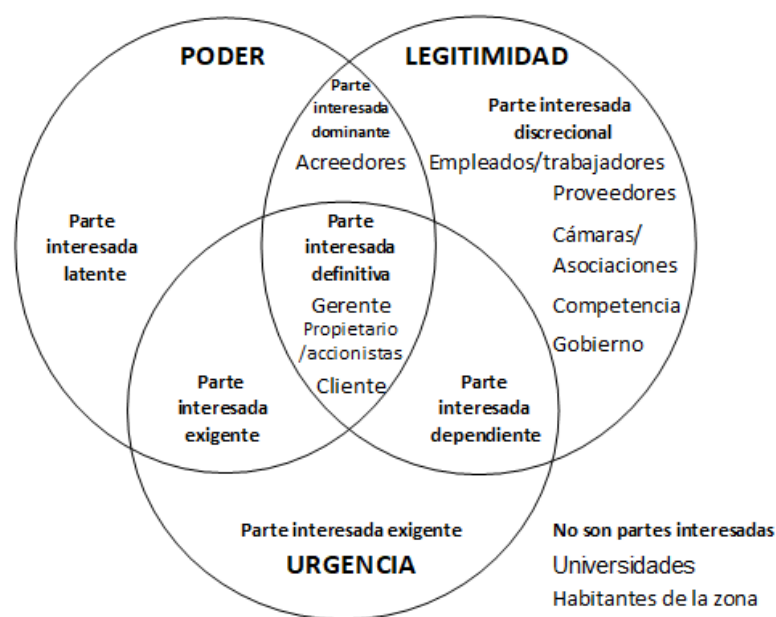 PODER
LEGITIMIDAD
Parte
interesada
dominante
Acreedores
Parte interesada
discrecional
Empleados/trabajadores
Proveedores
Cámaras/
Asociaciones
Competencia
Gobierno
Parte
interesada
latente
Parte
interesada
definitiva
Gerente
Propietario
/accionistas
Cliente
Parte
interesada
exigente
Parte
interesada
dependiente
Parte interesada exigente
URGENCIA
No son partes interesadas
Universidades
Habitantes de la zona